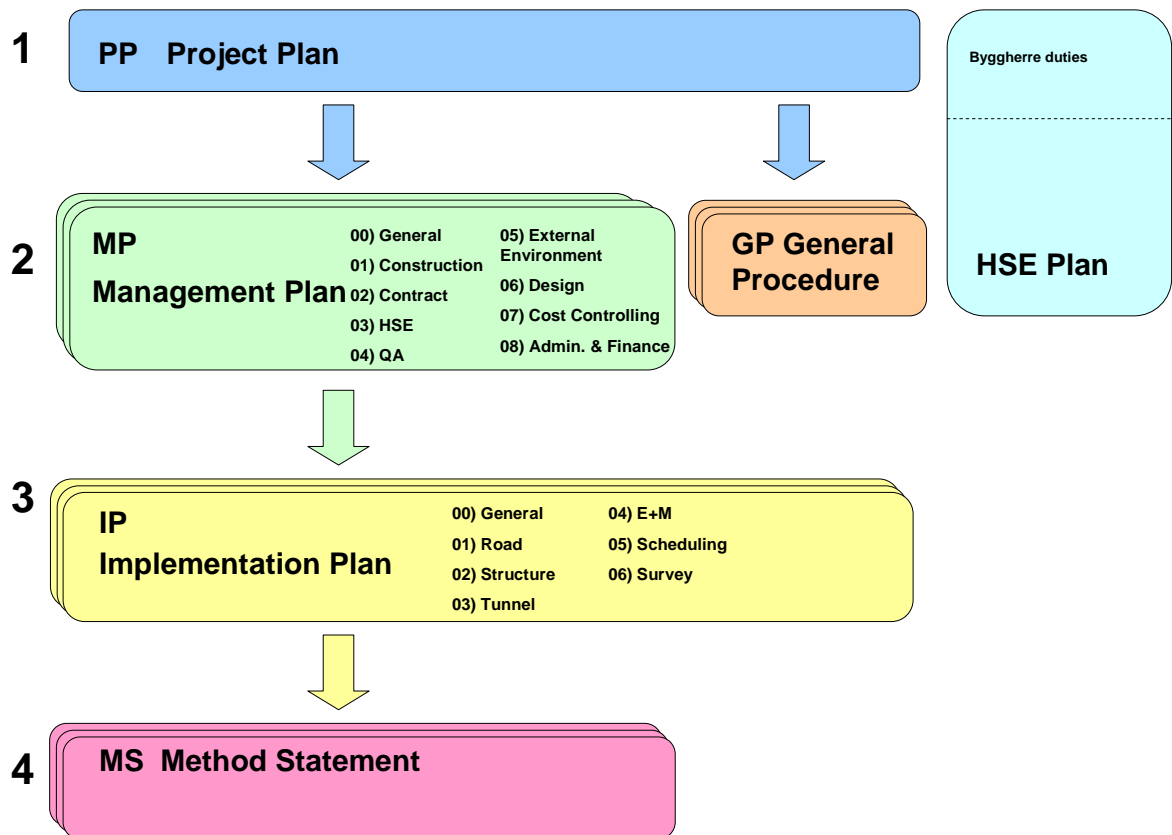 1
PP Project Plan
Byggherre duties
HSE Plan
2
MP
Management Plan
00) General
01) Construction
02) Contract
03) HSE
04) QA
05) External
Environment
06) Design
07) Cost Controlling
08) Admin. & Finance
GP General
Procedure
3
IP
Implementation Plan
00) General
01) Road
02) Structure
03) Tunnel
04) E+M
05) Scheduling
06) Survey
4
MS Method Statement